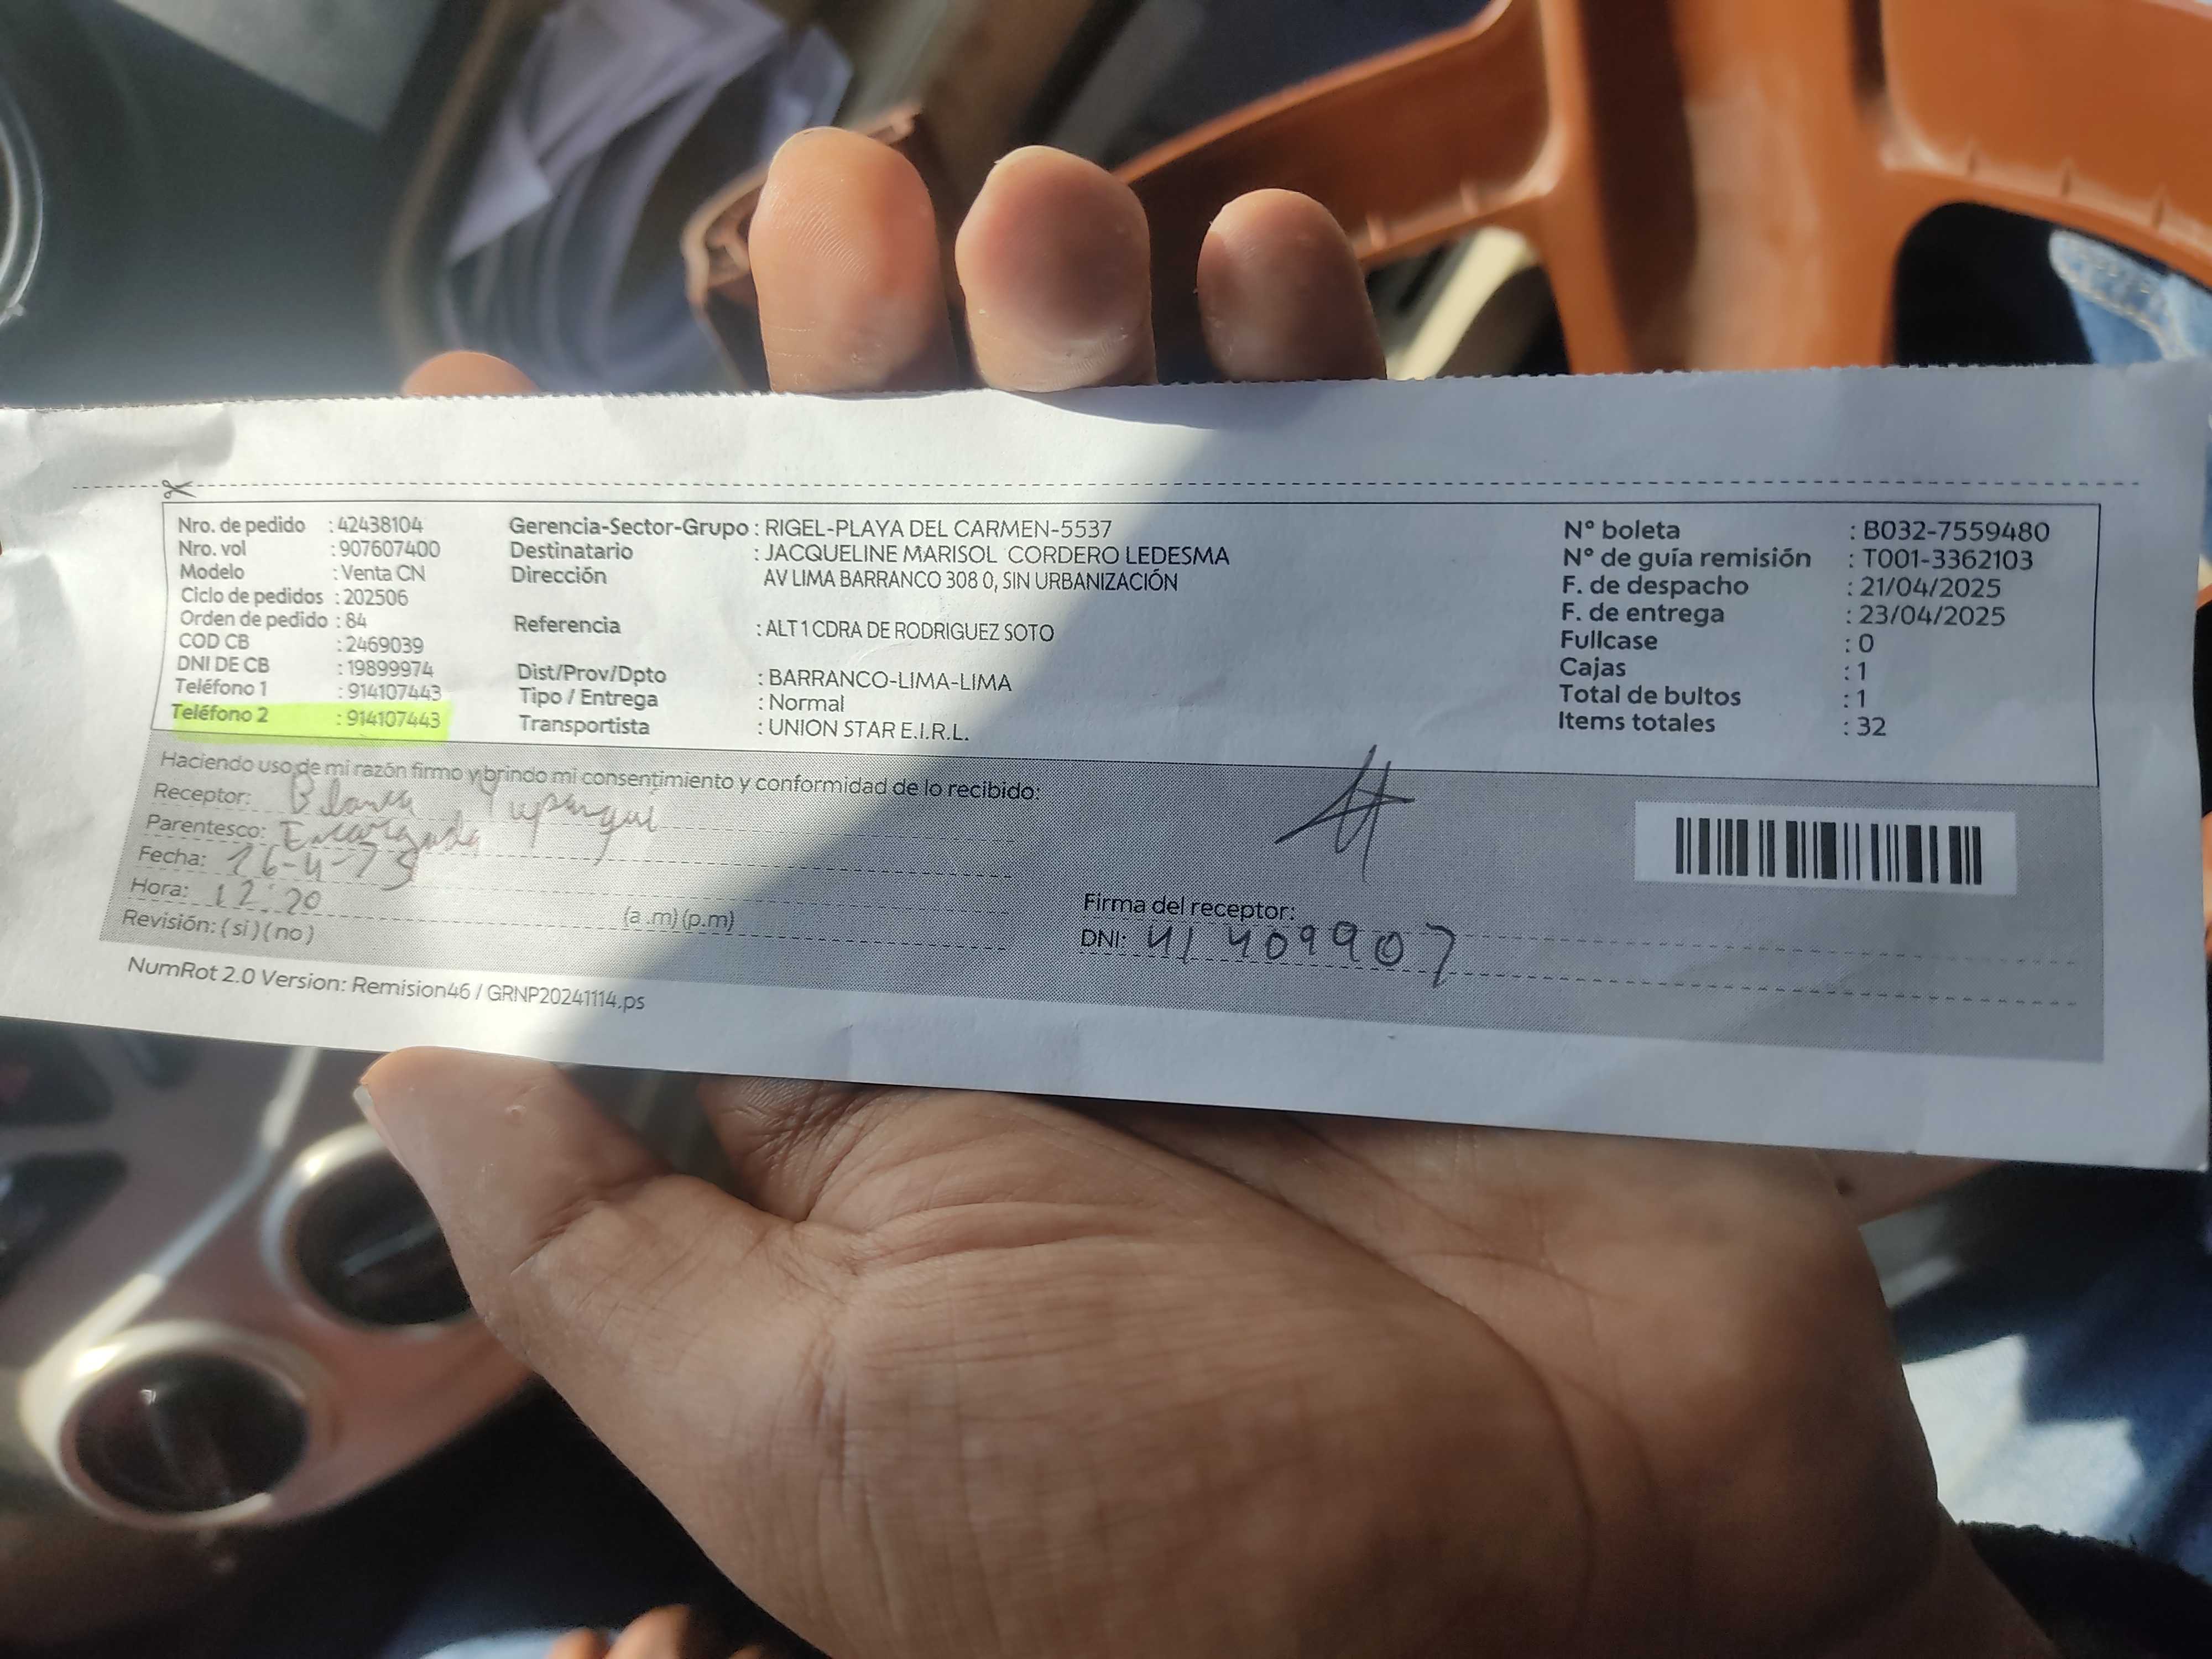 Nro. de pedido : 42438104
Nro. vol : 907607400
Modelo : Venta CN
Ciclo de pedidos : 202506
Orden de pedido : 84
COD CB : 2469039
DNI DE CB : 19899974
Teléfono 1 : 914107443
Teléfono 2 : 914107443
Gerencia-Sector-Grupo : RIGEL-PLAYA DEL CARMEN-5537
Destinatario : JACQUELINE MARISOL CORDERO LEDESMA
Dirección AV LIMA BARRANCO 308 0, SIN URBANIZACIÓN
Referencia : ALT 1 CDRA DE RODRIGUEZ SOTO
Dist/Prov/Dpto : BARRANCO-LIMA-LIMA
Tipo / Entrega : Normal
Transportista : UNION STAR E.I.R.L.
N° boleta : B032-7559480
N° de guía remisión : T001-3362103
F. de despacho : 21/04/2025
F. de entrega : 23/04/2025
Fullcase : 0
Cajas : 1
Total de bultos : 1
Items totales : 32
Haciendo uso de mi razón firmo y brindo mi consentimiento y conformidad de lo recibido:
Receptor: Blanca Yupanqui
Parentesco: Encargada
Fecha:
Hora: 12:20 (a.m) (p.m)
Revisión: ( si ) ( no )
Firma del receptor:
DNI: 41409907
NumRot 2.0 Version: Remision46 / GRNP20241114.ps